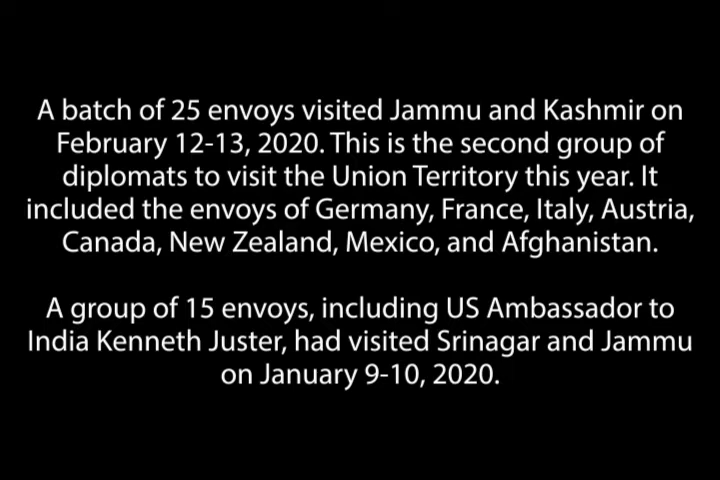 A batch of 25 envoys visited Jammu and Kashmir on
February 12-13, 2020. This is the second group of
diplomats to visit the Union Territory this year. It
included the envoys of Germany, France, Italy, Austria,
Canada, New Zealand, Mexico, and Afghanistan.
A group of 15 envoys, including US Ambassador to
India Kenneth Juster, had visited Srinagar and Jammu
on January 9-10, 2020.